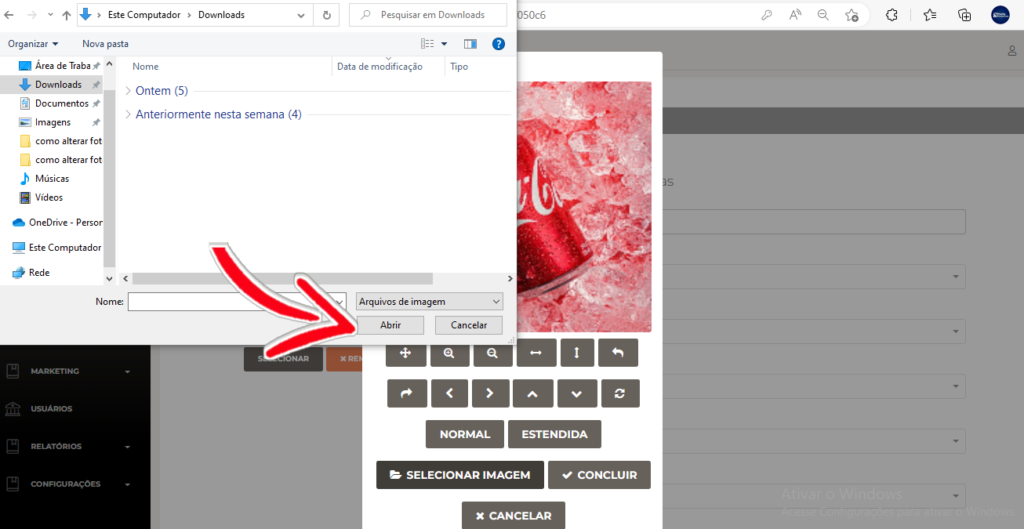 Este Computador > Downloads
Pesquisar em Downloads
050c6
Organizar
Nova pasta
Nome
Data de modificação
Tipo
Área de Traba
Downloads
Documentos
Imagens
como alterar fot
como alterar fot
Músicas
Vídeos
OneDrive - Person
Este Computador
Rede
Ontem (5)
Anteriormente nesta semana (4)
Nome:
Arquivos de imagem
Abrir
Cancelar
as
SELECIONAR
REM
MARKETING
USUÁRIOS
RELATÓRIOS
CONFIGURAÇÕES
NORMAL
ESTENDIDA
SELECIONAR IMAGEM
CONCLUIR
CANCELAR
Ativar o Windows
Acesse Configurações para ativar o Windows.